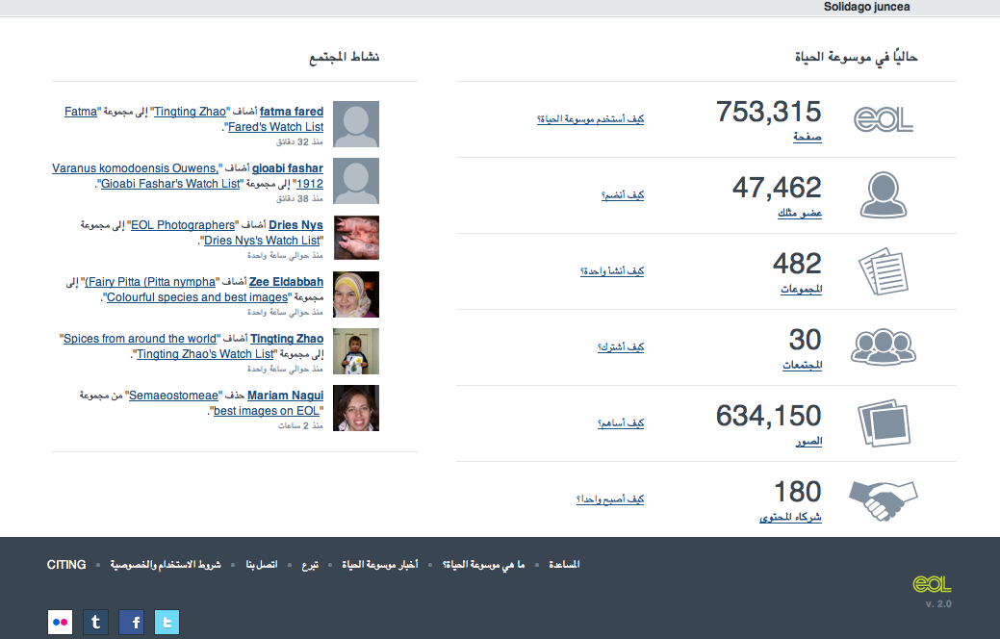 Solidago juncea
حاليًا في موسوعة الحياة
eOL
753,315
صفحة
كيف أستخدم موسوعة الحياة؟
47,462
عضو مثلك
كيف أنضم؟
482
المجموعات
كيف أنشأ واحدة؟
30
المجتمعات
كيف أشترك؟
634,150
الصور
كيف أساهم؟
180
شركاء المحتوى
كيف أصبح واحدا؟
نشاط المجتمع
fatma fared أضاف "Tingting Zhao" إلى مجموعة "Fatma
Fared's Watch List".
منذ 32 دقائق
gioabi fashar أضاف "Varanus komodoensis Ouwens,
1912" إلى مجموعة "Gioabi Fashar's Watch List".
منذ 38 دقائق
Dries Nys أضاف "EOL Photographers" إلى مجموعة
"Dries Nys's Watch List".
منذ حوالي ساعة واحدة
Zee Eldabbah أضاف "Fairy Pitta (Pitta nympha)" إلى
مجموعة "Colourful species and best images".
منذ حوالي ساعة واحدة
Tingting Zhao أضاف "Spices from around the world"
إلى مجموعة "Tingting Zhao's Watch List".
منذ حوالي ساعة واحدة
Mariam Nagui حذف "Semaeostomeae" من مجموعة
"best images on EOL".
منذ 2 ساعات
المساعدة • ما هي موسوعة الحياة؟ • أخبار موسوعة الحياة • تبرع • اتصل بنا • شروط الاستخدام والخصوصية • CITING
eOL
v. 2.0
t f t